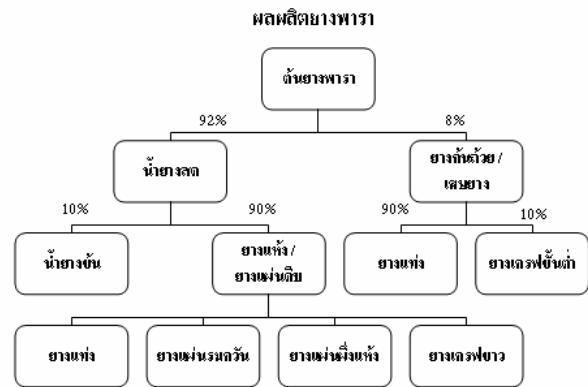 ผลผลิตยางพารา
ต้นยางพารา
92%
8%
น้ำยางสด
ยางก้นถ้วย /
เศษยาง
10%
90%
90%
10%
น้ำยางข้น
ยางแห้ง /
ยางแผ่นดิบ
ยางแท่ง
ยางเครฟขั้นต่ำ
ยางแท่ง
ยางแผ่นรมควัน
ยางแผ่นผึ่งแห้ง
ยางเครฟขาว